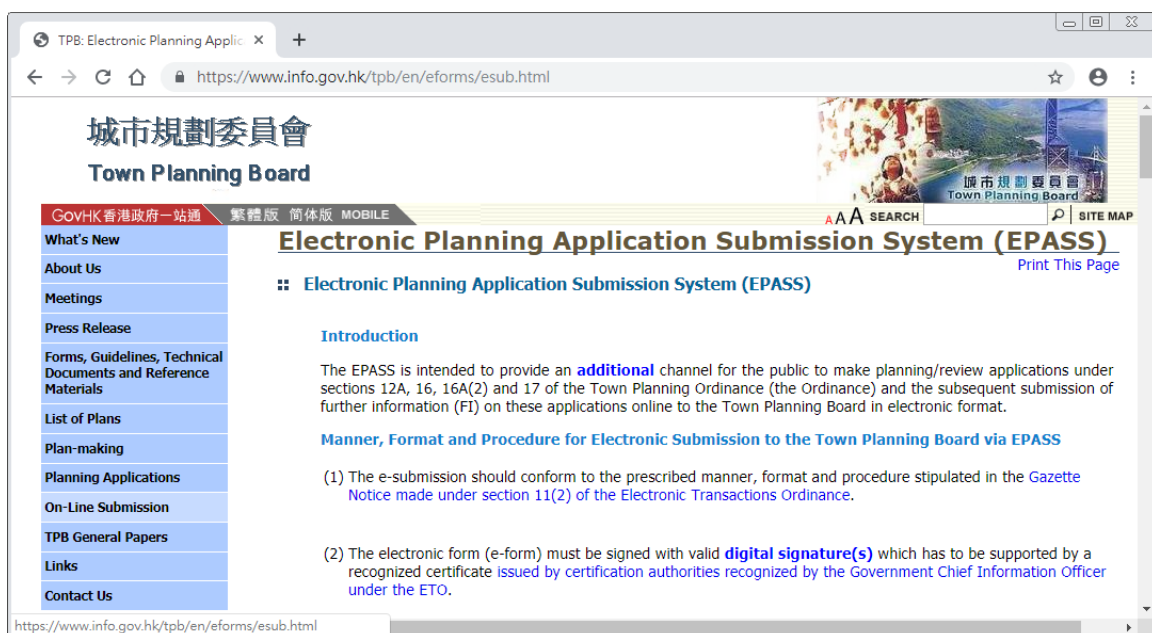 TPB: Electronic Planning Applic
https://www.info.gov.hk/tpb/en/eforms/esub.html
城市規劃委員會
Town Planning Board
城市規劃委員會
Town Planning Board
GovHK香港政府一站通 繁體版 简体版 MOBILE
A A A SEARCH SITE MAP
What's New
About Us
Meetings
Press Release
Forms, Guidelines, Technical
Documents and Reference
Materials
List of Plans
Plan-making
Planning Applications
On-Line Submission
TPB General Papers
Links
Contact Us
Electronic Planning Application Submission System (EPASS)
Print This Page
Electronic Planning Application Submission System (EPASS)
Introduction
The EPASS is intended to provide an additional channel for the public to make planning/review applications under
sections 12A, 16, 16A(2) and 17 of the Town Planning Ordinance (the Ordinance) and the subsequent submission of
further information (FI) on these applications online to the Town Planning Board in electronic format.
Manner, Format and Procedure for Electronic Submission to the Town Planning Board via EPASS
(1) The e-submission should conform to the prescribed manner, format and procedure stipulated in the Gazette
Notice made under section 11(2) of the Electronic Transactions Ordinance.
(2) The electronic form (e-form) must be signed with valid digital signature(s) which has to be supported by a
recognized certificate issued by certification authorities recognized by the Government Chief Information Officer
under the ETO.
https://www.info.gov.hk/tpb/en/eforms/esub.html